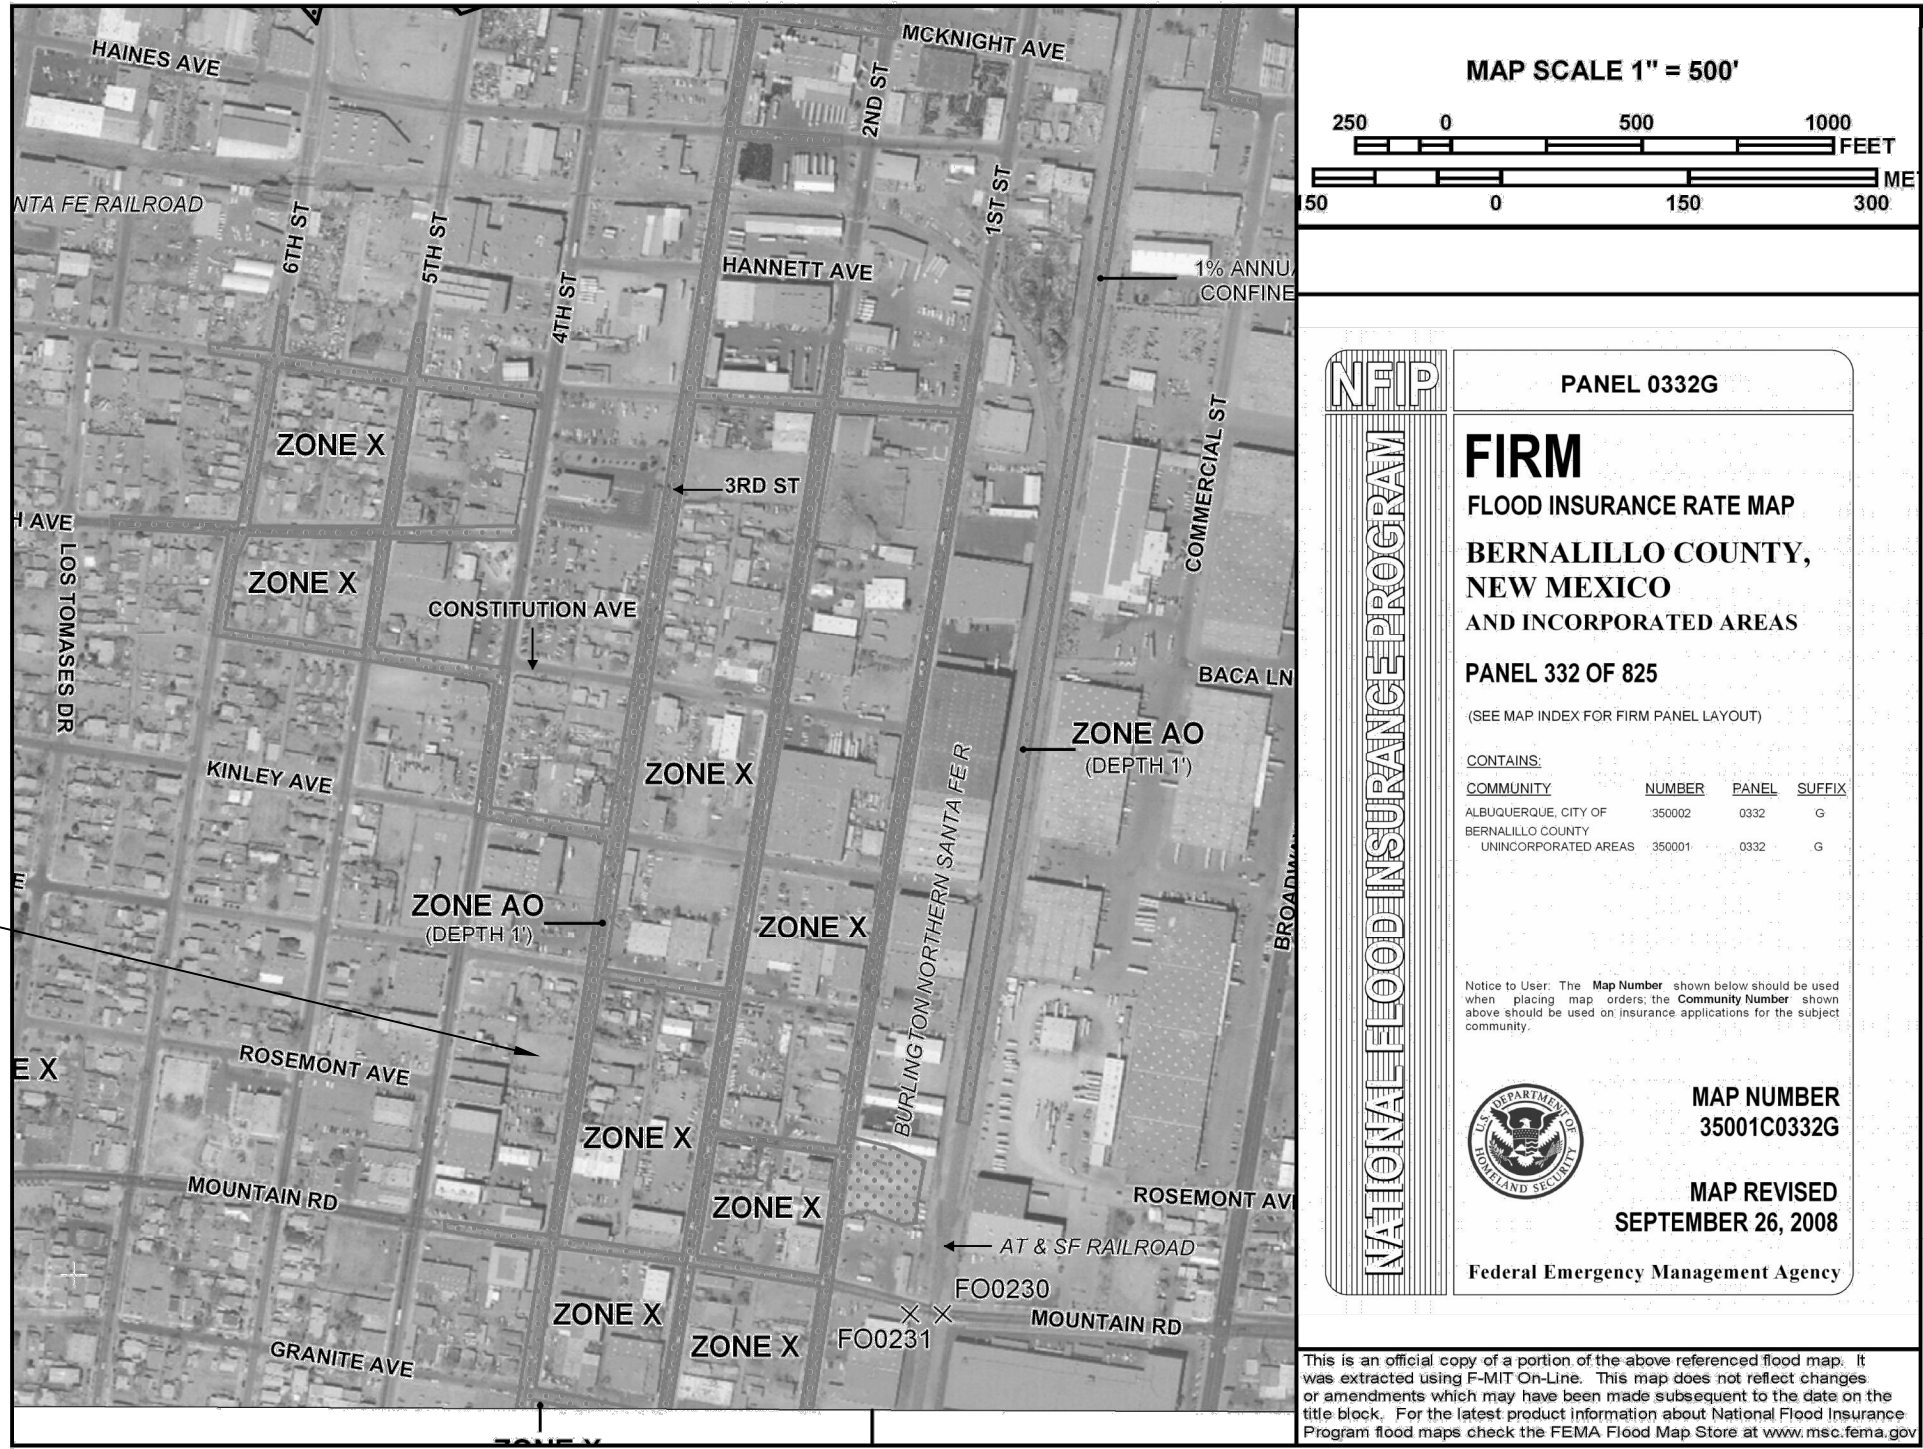 HAINES AVE
MCKNIGHT AVE
2ND ST
1ST ST
NTA FE RAILROAD
6TH ST
5TH ST
4TH ST
HANNETT AVE
1% ANNUA
CONFINE
ZONE X
3RD ST
COMMERCIAL ST
H AVE
LOS TOMASES DR
ZONE X
CONSTITUTION AVE
BACA LN
ZONE AO
(DEPTH 1')
KINLEY AVE
ZONE X
BURLINGTON NORTHERN SANTA FE R
E
ZONE AO
(DEPTH 1')
ZONE X
BROADWA
ROSEMONT AVE
E X
ZONE X
MOUNTAIN RD
ZONE X
ROSEMONT AVE
AT & SF RAILROAD
FO0230
ZONE X
FO0231
MOUNTAIN RD
ZONE X
GRANITE AVE
ZONE X
MAP SCALE 1" = 500'
250 0 500 1000
FEET
MET
150 0 150 300
NFIP
NATIONAL FLOOD INSURANCE PROGRAM
PANEL 0332G
FIRM
FLOOD INSURANCE RATE MAP
BERNALILLO COUNTY,
NEW MEXICO
AND INCORPORATED AREAS
PANEL 332 OF 825
(SEE MAP INDEX FOR FIRM PANEL LAYOUT)
CONTAINS:
COMMUNITY NUMBER PANEL SUFFIX
ALBUQUERQUE, CITY OF 350002 0332 G
BERNALILLO COUNTY
UNINCORPORATED AREAS 350001 0332 G
Notice to User: The Map Number shown below should be used
when placing map orders; the Community Number shown
above should be used on insurance applications for the subject
community.
U.S. DEPARTMENT OF HOMELAND SECURITY
MAP NUMBER
35001C0332G
MAP REVISED
SEPTEMBER 26, 2008
Federal Emergency Management Agency
This is an official copy of a portion of the above referenced flood map. It
was extracted using F-MIT On-Line. This map does not reflect changes
or amendments which may have been made subsequent to the date on the
title block. For the latest product information about National Flood Insurance
Program flood maps check the FEMA Flood Map Store at www.msc.fema.gov